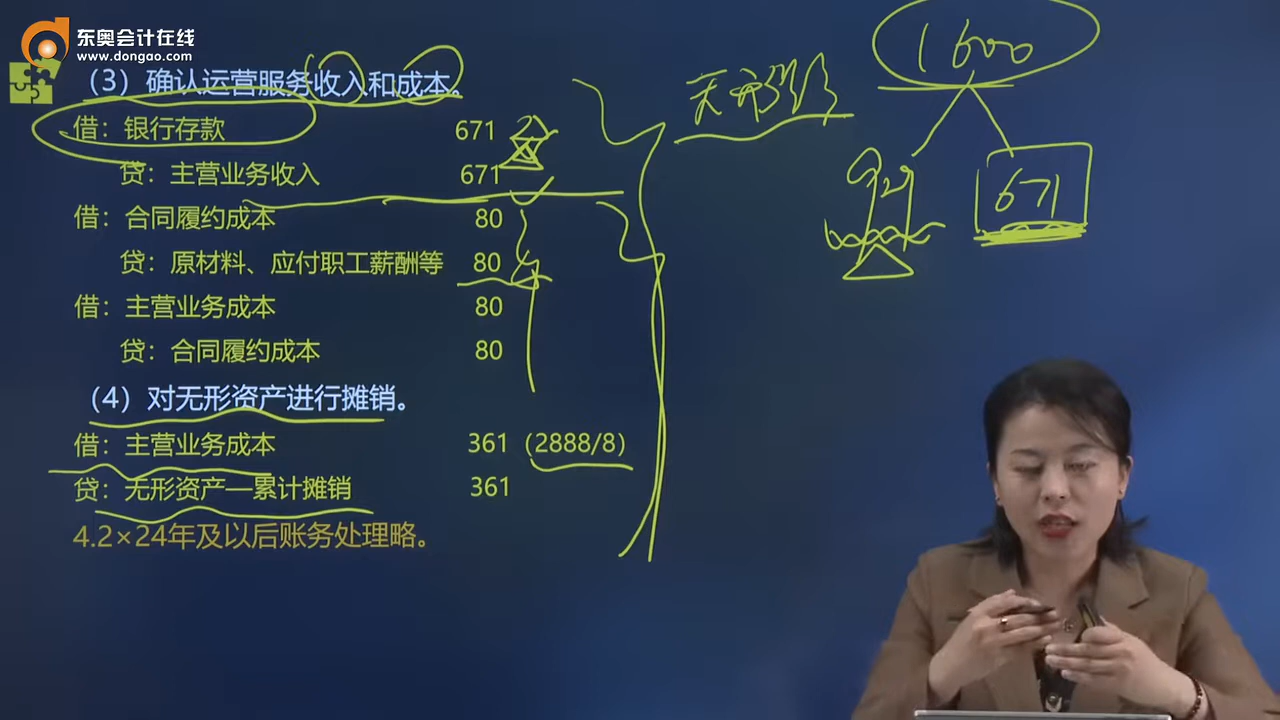 东奥会计在线
www.dongao.com
（3）确认运营服务收入和成本。
借：银行存款 671
贷：主营业务收入 671
借：合同履约成本 80
贷：原材料、应付职工薪酬等 80
借：主营业务成本 80
贷：合同履约成本 80
（4）对无形资产进行摊销。
借：主营业务成本 361（2888/8）
贷：无形资产—累计摊销 361
4.2×24年及以后账务处理略。
1600
929
671